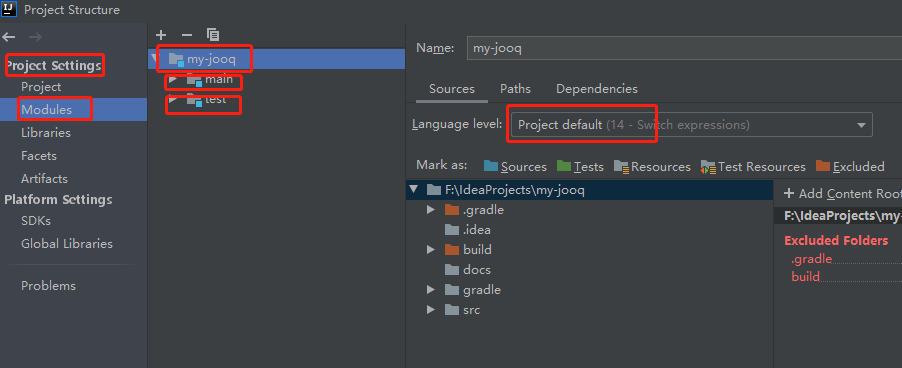 IJ Project Structure
Project Settings
Project
Modules
Libraries
Facets
Artifacts
Platform Settings
SDKs
Global Libraries
Problems
my-jooq
main
test
Name: my-jooq
Sources Paths Dependencies
Language level: Project default (14 - Switch expressions)
Mark as: Sources Tests Resources Test Resources Excluded
F:\IdeaProjects\my-jooq
.gradle
.idea
build
docs
gradle
src
+ Add Content Root
F:\IdeaProjects\my-
Excluded Folders
.gradle
build